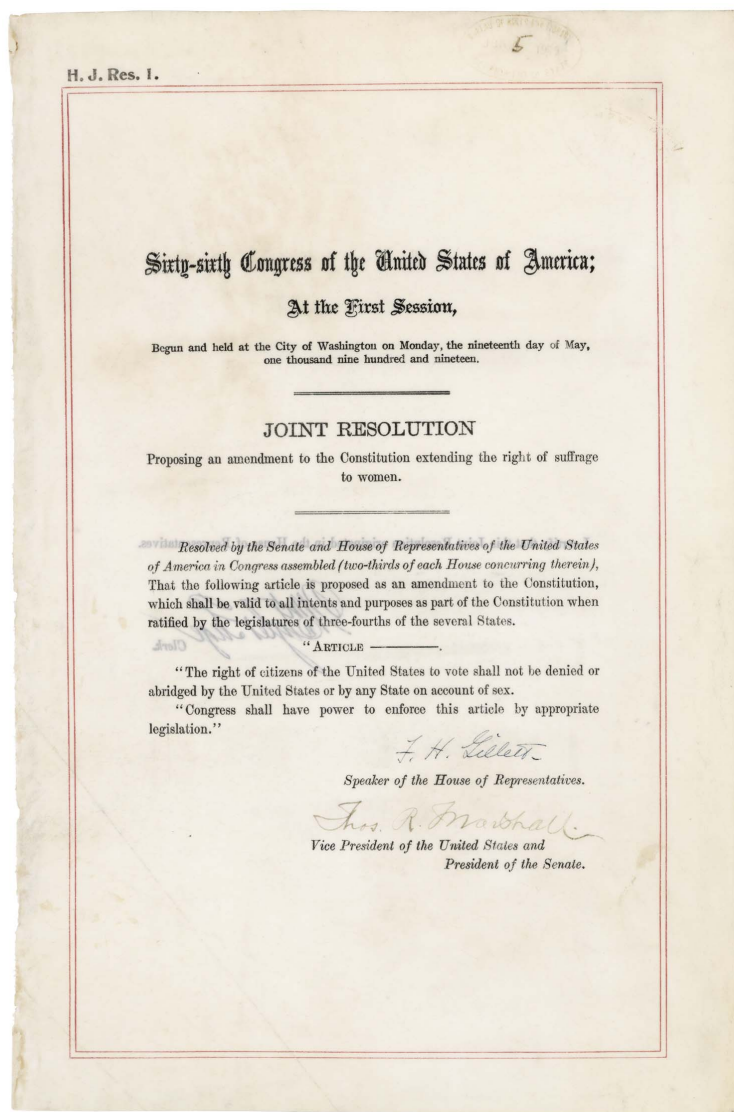 5
H. J. Res. 1.
Sixty-sixth Congress of the United States of America;
At the First Session,
Begun and held at the City of Washington on Monday, the nineteenth day of May,
one thousand nine hundred and nineteen.
JOINT RESOLUTION
Proposing an amendment to the Constitution extending the right of suffrage
to women.
Resolved by the Senate and House of Representatives of the United States
of America in Congress assembled (two-thirds of each House concurring therein),
That the following article is proposed as an amendment to the Constitution,
which shall be valid to all intents and purposes as part of the Constitution when
ratified by the legislatures of three-fourths of the several States.
"ARTICLE ————.
"The right of citizens of the United States to vote shall not be denied or
abridged by the United States or by any State on account of sex.
"Congress shall have power to enforce this article by appropriate
legislation."
F. H. Gillett
Speaker of the House of Representatives.
Thos. R. Marshall.
Vice President of the United States and
President of the Senate.